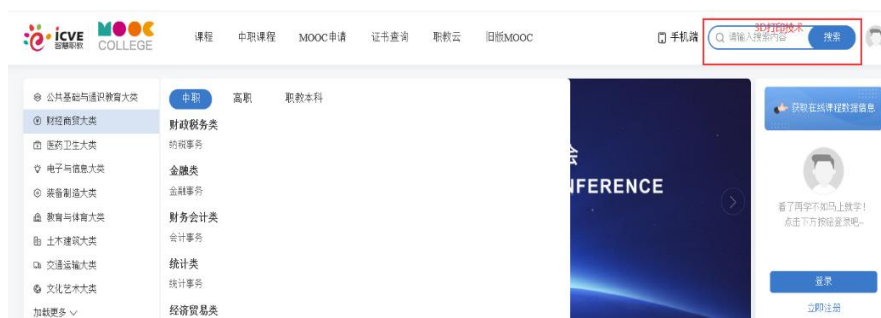 icve
智慧职教
MOOC
COLLEGE
课程
中职课程
MOOC申请
证书查询
职教云
旧版MOOC
手机端
请输入搜索内容
3D打印技术
搜索
公共基础与通识教育大类
财经商贸大类
医药卫生大类
电子与信息大类
装备制造大类
教育与体育大类
土木建筑大类
交通运输大类
文化艺术大类
加载更多
中职
高职
职教本科
财政税务类
纳税事务
金融类
金融事务
财务会计类
会计事务
统计类
统计事务
经济贸易类
会
NFERENCE
获取在线课程数据信息
看了再学不如马上就学!
点击下方按钮登录吧~
登录
立即注册